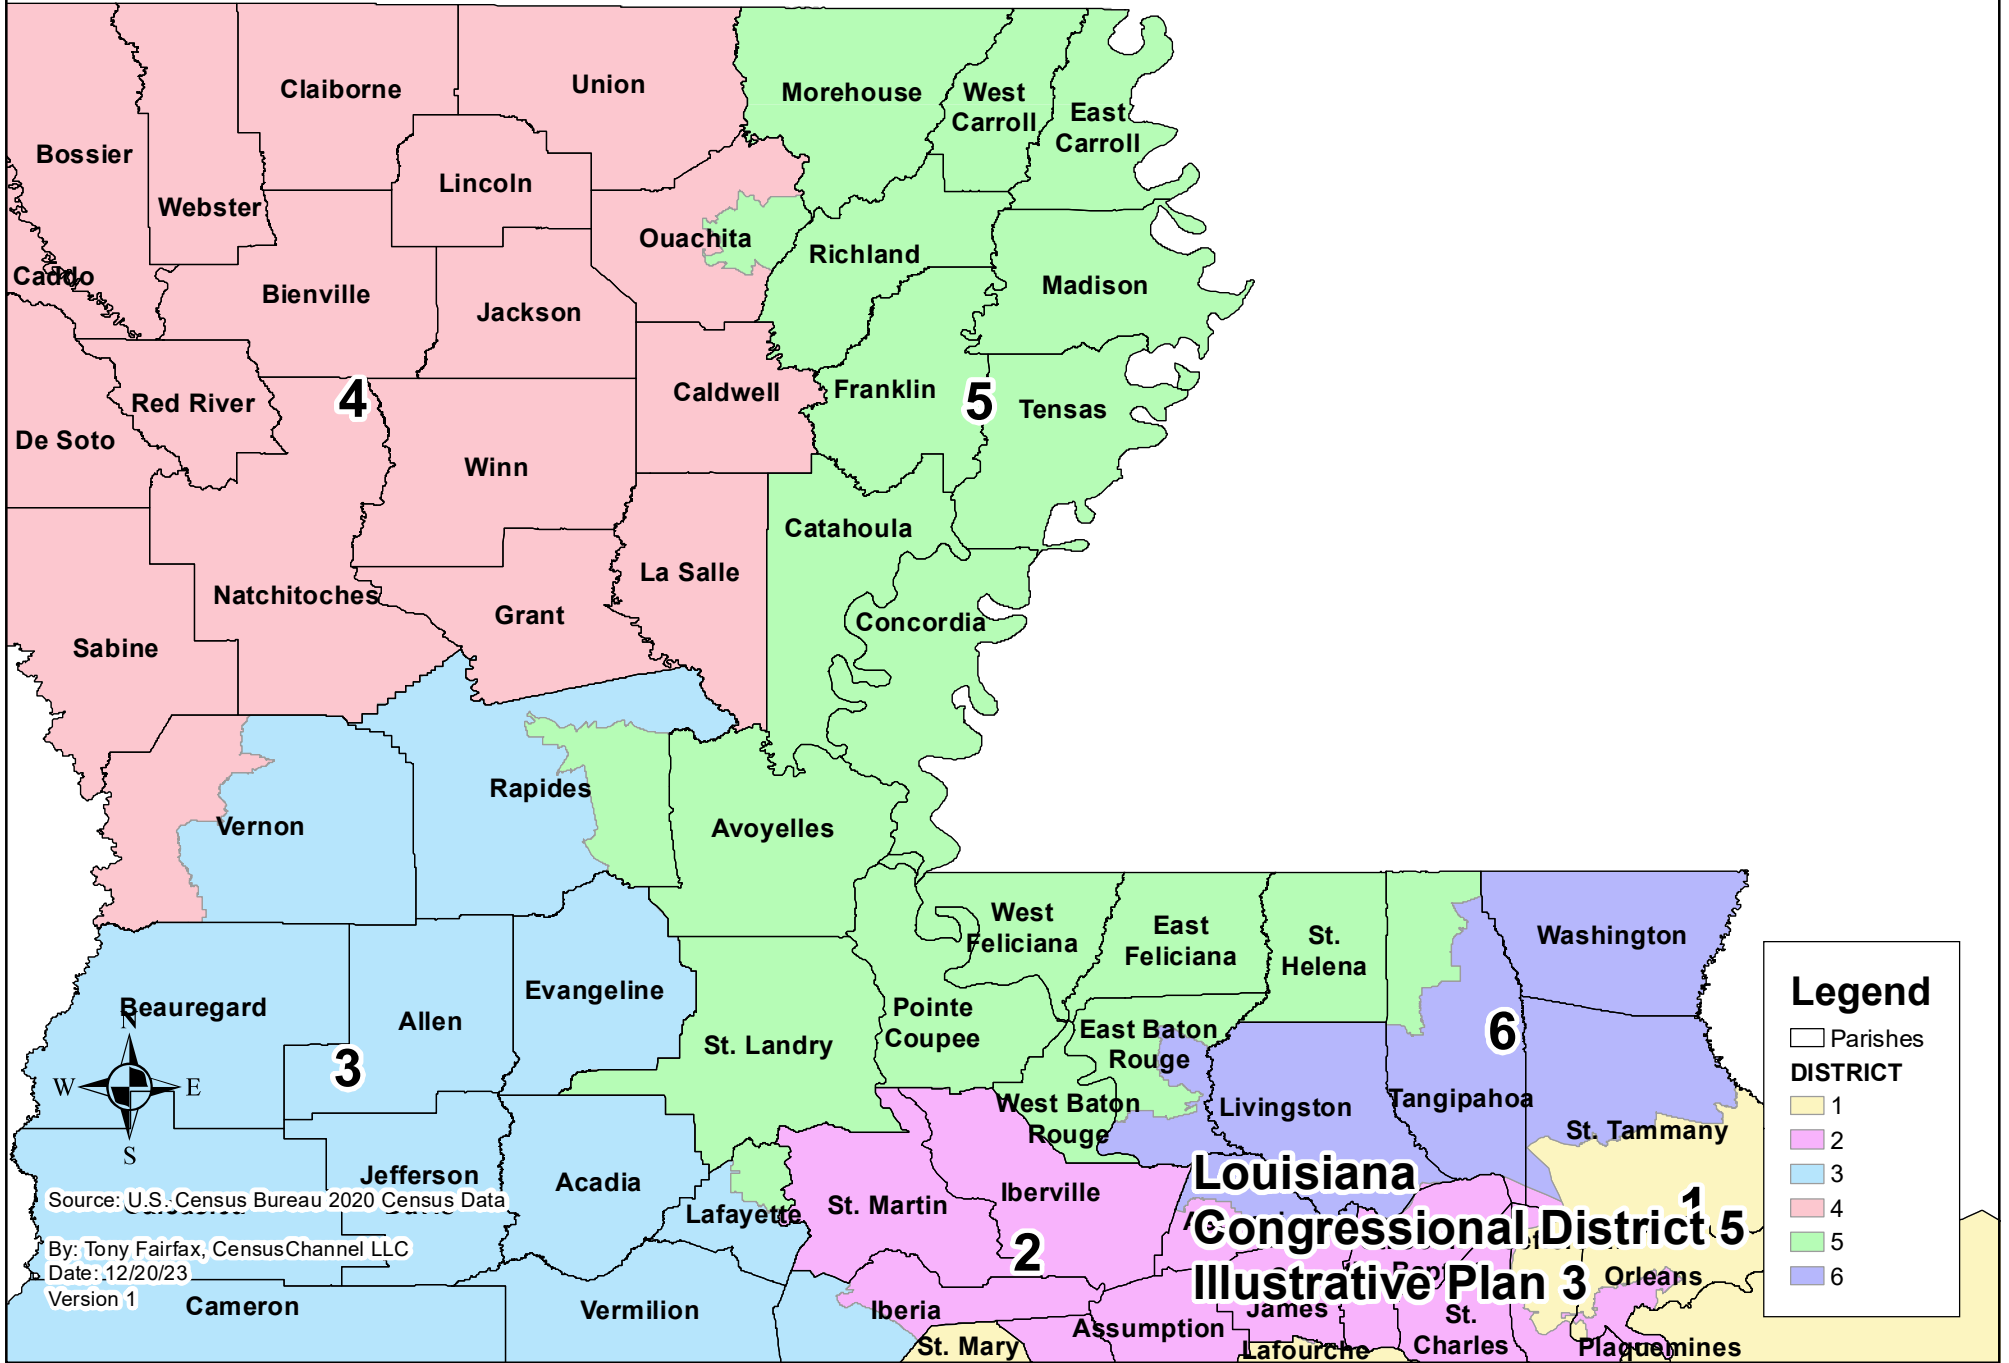 Claiborne
Union
Morehouse
West
Carroll
East
Carroll
Bossier
Webster
Lincoln
Ouachita
Richland
Caddo
Bienville
Jackson
Madison
Red River
4
Caldwell
Franklin
5
Tensas
De Soto
Winn
Catahoula
La Salle
Natchitoches
Grant
Concordia
Sabine
Rapides
Vernon
Avoyelles
West
Feliciana
East
Feliciana
St.
Helena
Washington
Beauregard
Allen
Evangeline
Pointe
Coupee
St. Landry
East Baton
Rouge
6
3
N
W
E
S
West Baton
Rouge
Livingston
Tangipahoa
St. Tammany
Jefferson
Acadia
Lafayette
St. Martin
Iberville
2
1
Orleans
Cameron
Vermilion
Iberia
St. Mary
Assumption
James
St.
Charles
Lafourche
Plaquemines
Source: U.S. Census Bureau 2020 Census Data
By: Tony Fairfax, CensusChannel LLC
Date: 12/20/23
Version 1
Louisiana
Congressional District 5
Illustrative Plan 3
Legend
Parishes
DISTRICT
1
2
3
4
5
6